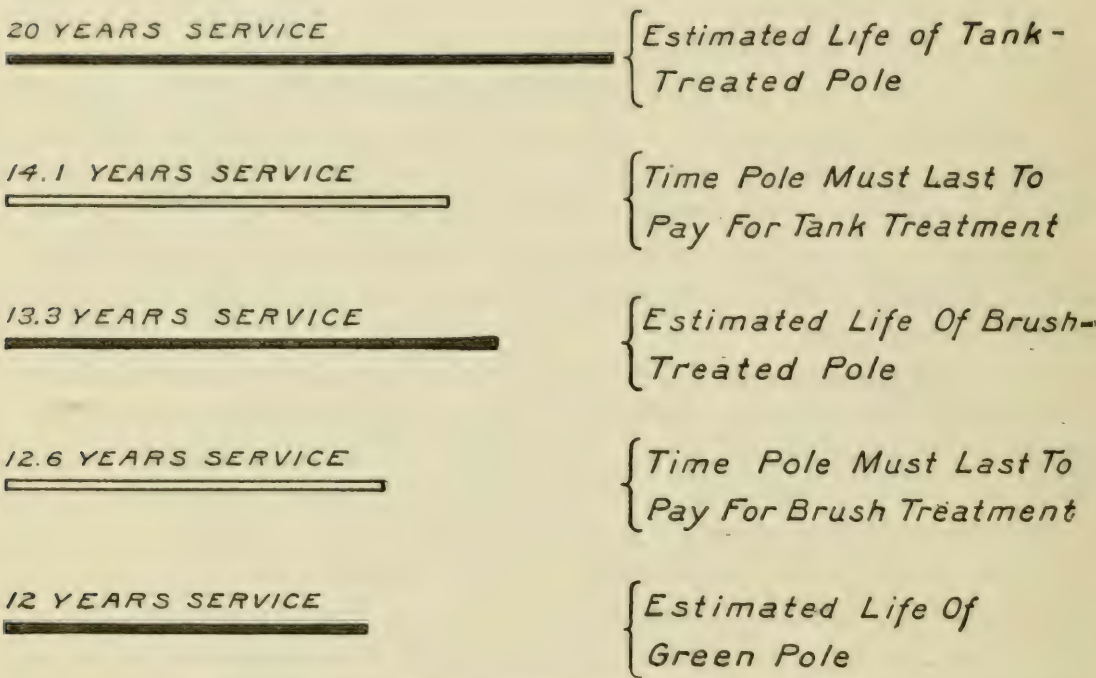 20 YEARS SERVICE
Estimated Life of Tank-
Treated Pole
14.1 YEARS SERVICE
Time Pole Must Last To
Pay For Tank Treatment
13.3 YEARS SERVICE
Estimated Life Of Brush-
Treated Pole
12.6 YEARS SERVICE
Time Pole Must Last To
Pay For Brush Treatment
12 YEARS SERVICE
Estimated Life Of
Green Pole